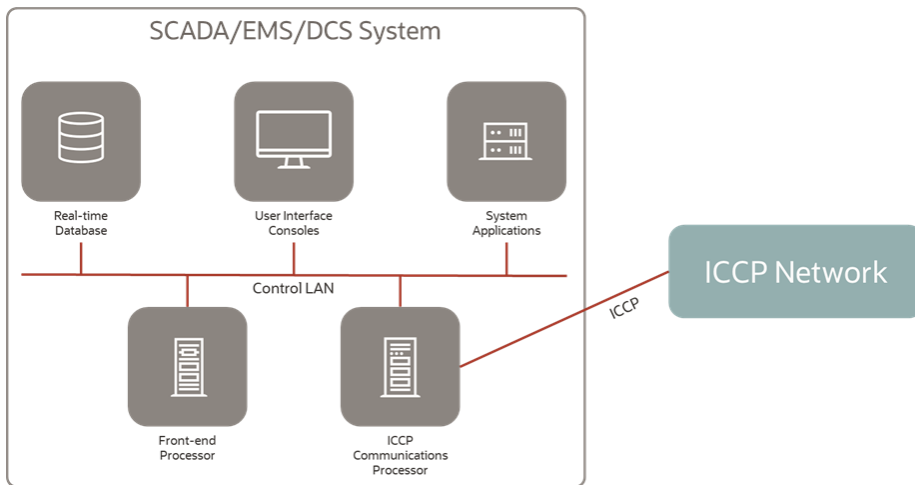 SCADA/EMS/DCS System
Real-time
Database
User Interface
Consoles
System
Applications
Control LAN
ICCP Network
ICCP
Front-end
Processor
ICCP
Communications
Processor